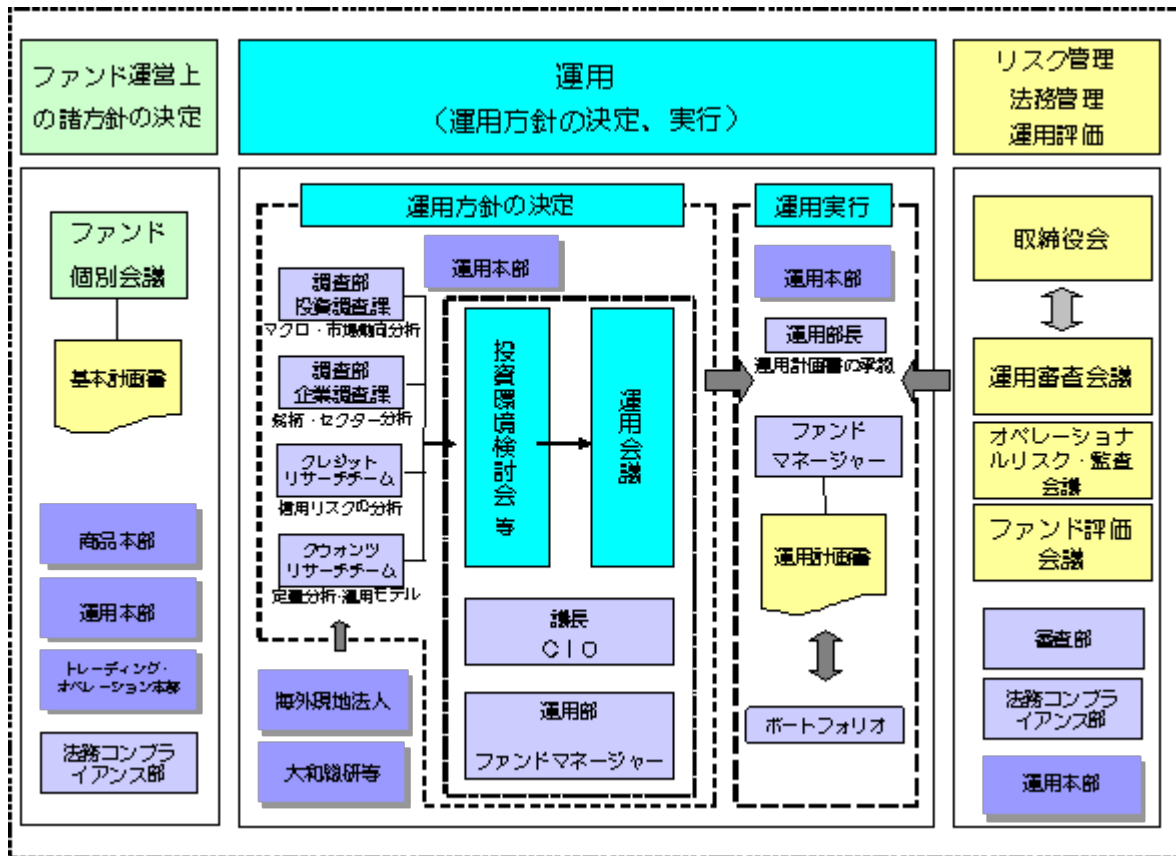 ファンド運営上
の諸方針の決定
運用
(運用方針の決定、実行)
リスク管理
法務管理
運用評価
ファンド
個別会議
基本計画書
商品本部
運用本部
トレーディング・
オペレーション本部
法務コンプラ
イアンス部
運用方針の決定
運用本部
調査部
投資調査課
マクロ・市場動向分析
調査部
企業調査課
銘柄・セクター分析
クレジット
リサーチチーム
信用リスクの分析
クウォンツ
リサーチチーム
定量分析・運用モデル
海外現地法人
大和総研等
投資環境検討会 等
運用会議
議長
CIO
運用部
ファンドマネージャー
運用実行
運用本部
運用部長
運用計画書の承認
ファンド
マネージャー
運用計画書
ポートフォリオ
取締役会
運用審査会議
オペレーショナ
ルリスク・監査
会議
ファンド評価
会議
審査部
法務コンプラ
イアンス部
運用本部